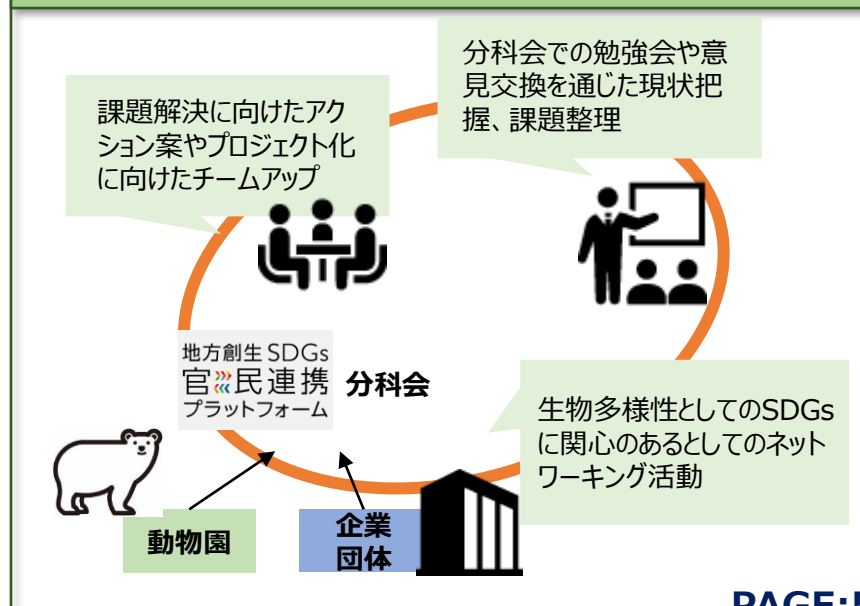 分科会での勉強会や意
見交換を通じた現状把
握、課題整理
課題解決に向けたアク
ション案やプロジェクト化
に向けたチームアップ
地方創生SDGs
官民連携
プラットフォーム
分科会
生物多様性としてのSDGs
に関心のあるとしてのネット
ワーキング活動
動物園
企業
団体
PAGE: